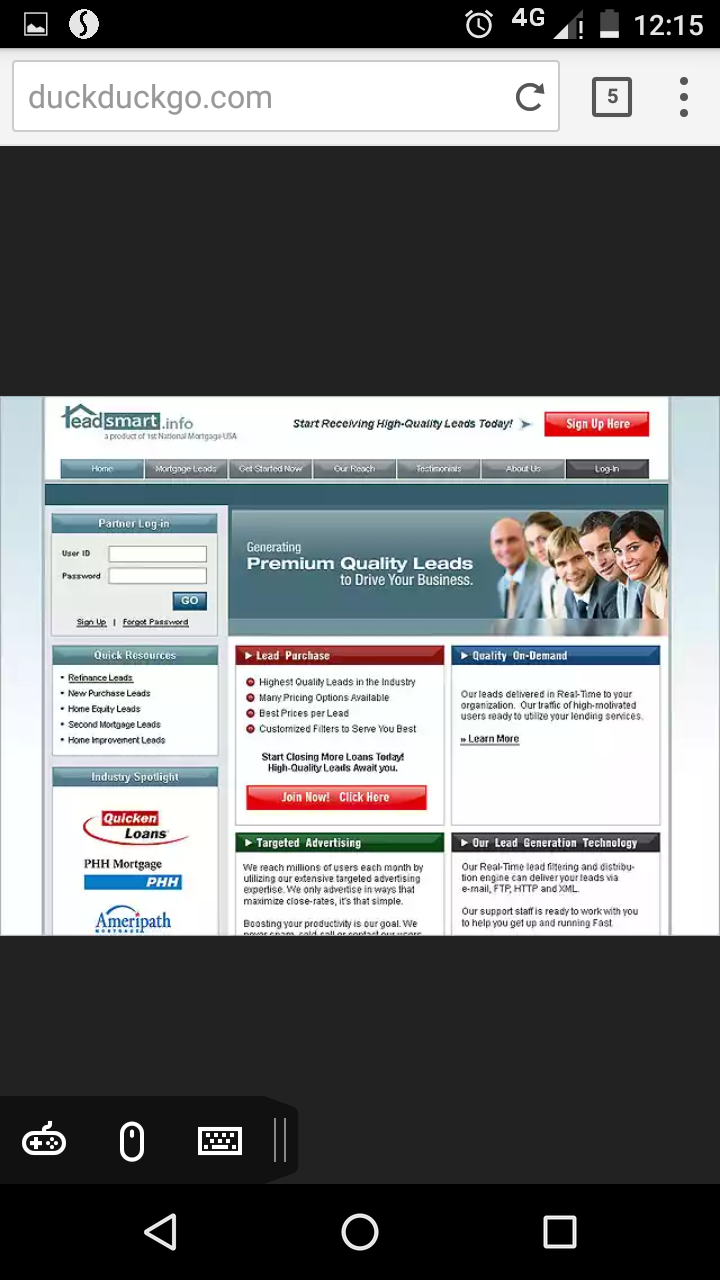 4G 12:15
duckduckgo.com 5
leadsmart.info
a product of 1st National Mortgage USA
Start Receiving High-Quality Leads Today!
Sign Up Here
Home Mortgage Leads Get Started Now Our Reach Testimonials About Us Log-In
Partner Log-in
User ID
Password
GO
Sign Up | Forgot Password
Generating
Premium Quality Leads
to Drive Your Business.
Quick Resources
• Refinance Leads
• New Purchase Leads
• Home Equity Leads
• Second Mortgage Leads
• Home Improvement Leads
Industry Spotlight
Quicken
Loans
PHH Mortgage
PHH
Ameripath
MORTGAGE
Lead Purchase
Highest Quality Leads in the Industry
Many Pricing Options Available
Best Prices per Lead
Customized Filters to Serve You Best
Start Closing More Loans Today!
High-Quality Leads Await you.
Join Now! Click Here
Quality On-Demand
Our leads delivered in Real-Time to your
organization. Our traffic of high-motivated
users ready to utilize your lending services.
» Learn More
Targeted Advertising
We reach millions of users each month by
utilizing our extensive targeted advertising
expertise. We only advertise in ways that
maximize close-rates, it's that simple.
Boosting your productivity is our goal. We
never spam, cold-call or contact our users
Our Lead Generation Technology
Our Real-Time lead filtering and distribu-
tion engine can deliver your leads via
e-mail, FTP, HTTP and XML.
Our support staff is ready to work with you
to help you get up and running Fast.